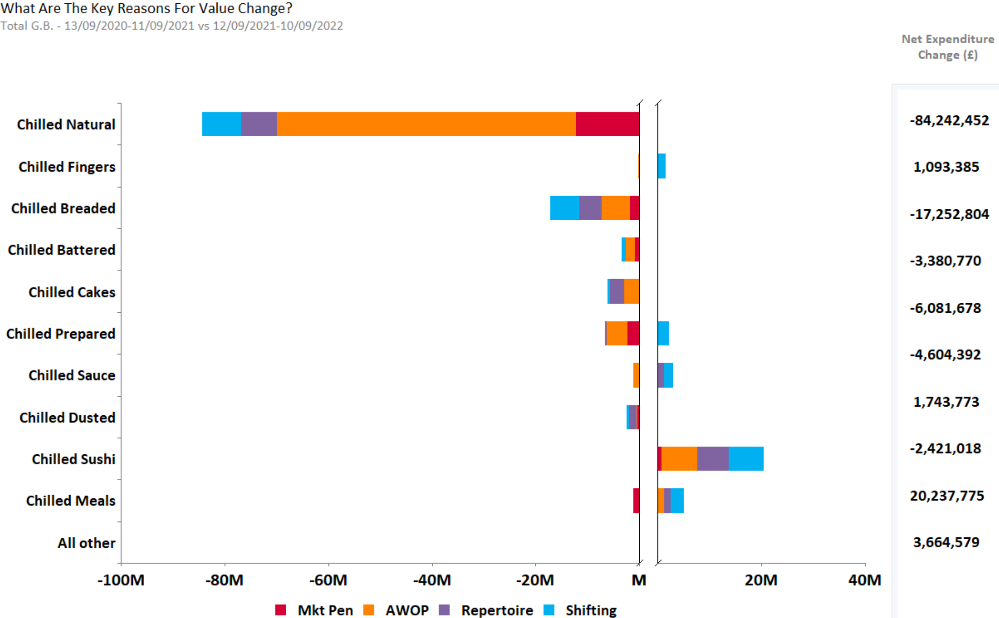 What Are The Key Reasons For Value Change?
Total G.B. - 13/09/2020-11/09/2021 vs 12/09/2021-10/09/2022
Net Expenditure
Change (£)
Chilled Natural
-84,242,452
Chilled Fingers
1,093,385
Chilled Breaded
-17,252,804
Chilled Battered
-3,380,770
Chilled Cakes
-6,081,678
Chilled Prepared
-4,604,392
Chilled Sauce
1,743,773
Chilled Dusted
-2,421,018
Chilled Sushi
20,237,775
Chilled Meals
3,664,579
All other
-100M -80M -60M -40M -20M M 20M 40M
Mkt Pen AWOP Repertoire Shifting